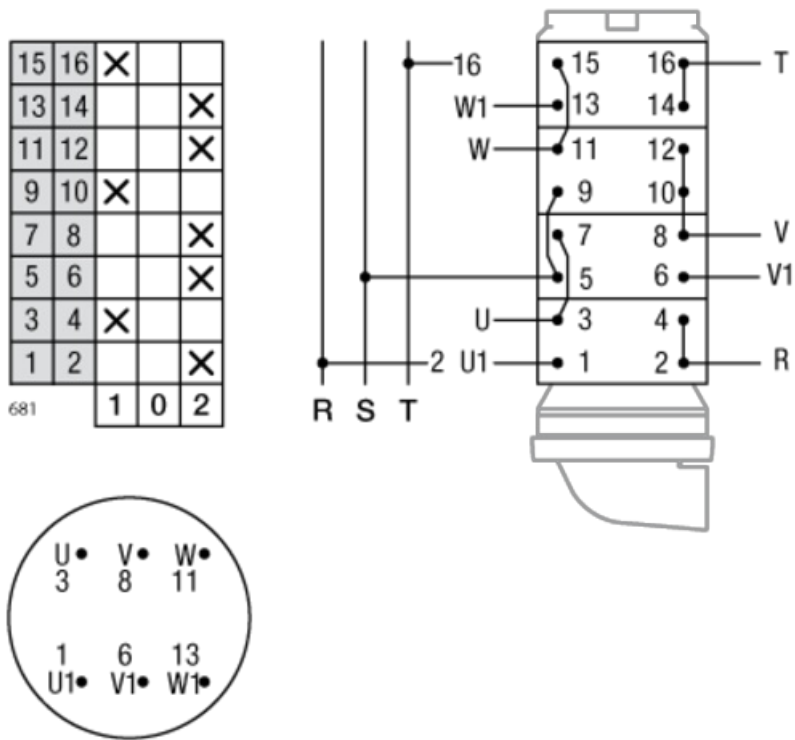 15 16 X
13 14 X
11 12 X
9 10 X
7 8 X
5 6 X
3 4 X
1 2 X
681 1 0 2
16
2
R S T
15 16 T
W1 13 14
W 11 12
9 10
7 8 V
5 6 V1
U 3 4
U1 1 2 R
U V W
3 8 11
1 6 13
U1 V1 W1